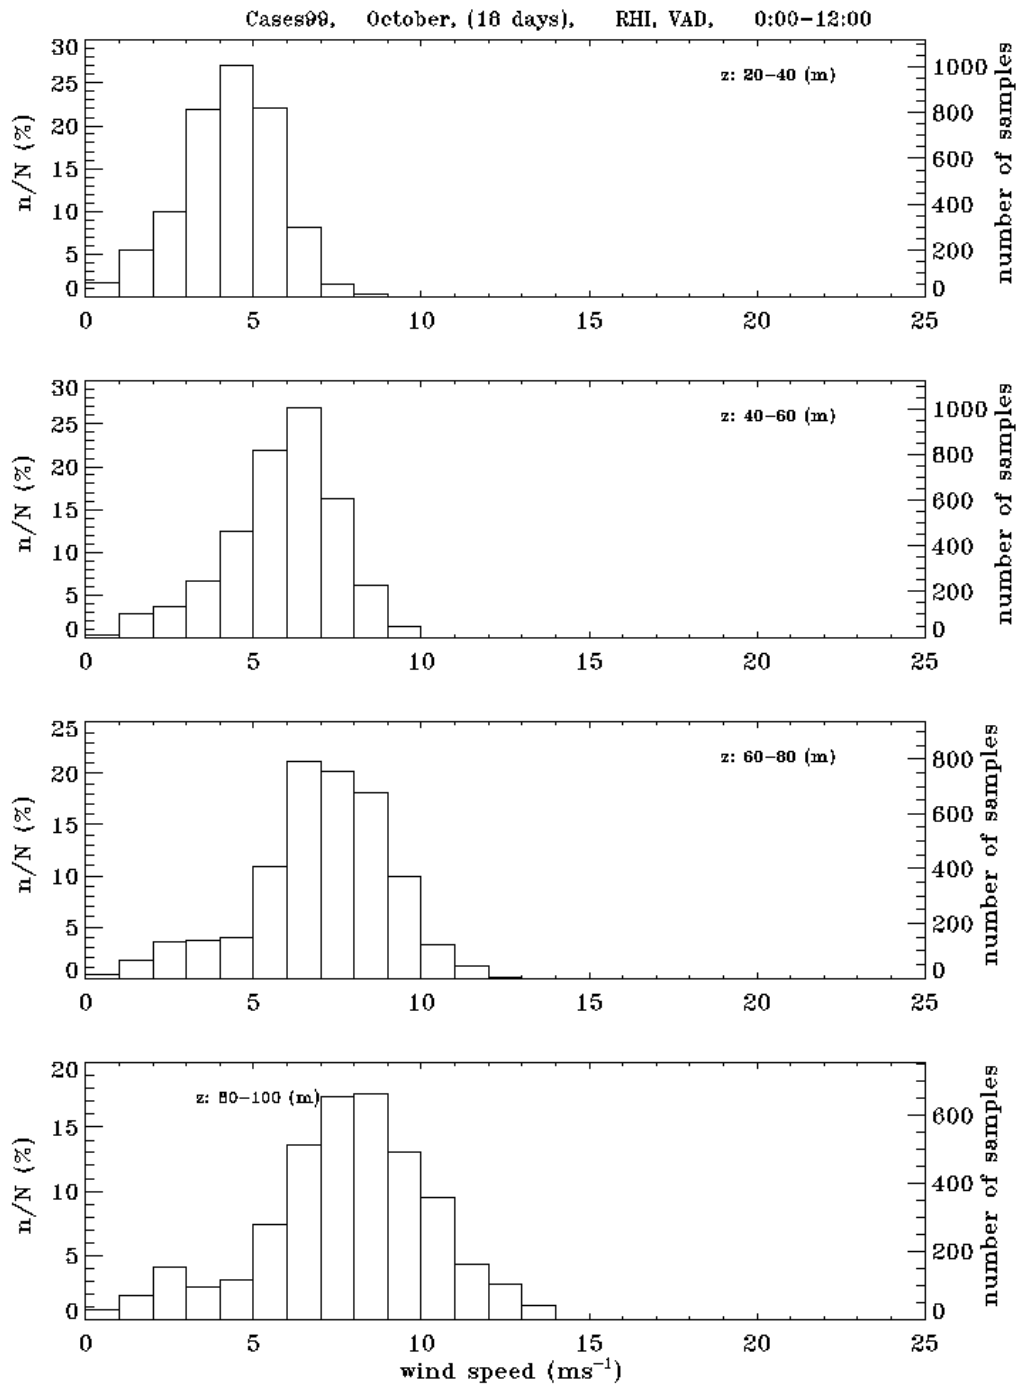 Cases99, October, (18 days), RHI, VAD, 0:00-12:00
z: 20-40 (m)
n/N (%)
30
25
20
15
10
5
0
number of samples
1000
800
600
400
200
0
0 5 10 15 20 25
z: 40-60 (m)
n/N (%)
30
25
20
15
10
5
0
number of samples
1000
800
600
400
200
0
0 5 10 15 20 25
z: 60-80 (m)
n/N (%)
25
20
15
10
5
0
number of samples
800
600
400
200
0
0 5 10 15 20 25
z: 80-100 (m)
n/N (%)
20
15
10
5
0
number of samples
600
400
200
0
0 5 10 15 20 25
wind speed (ms⁻¹)